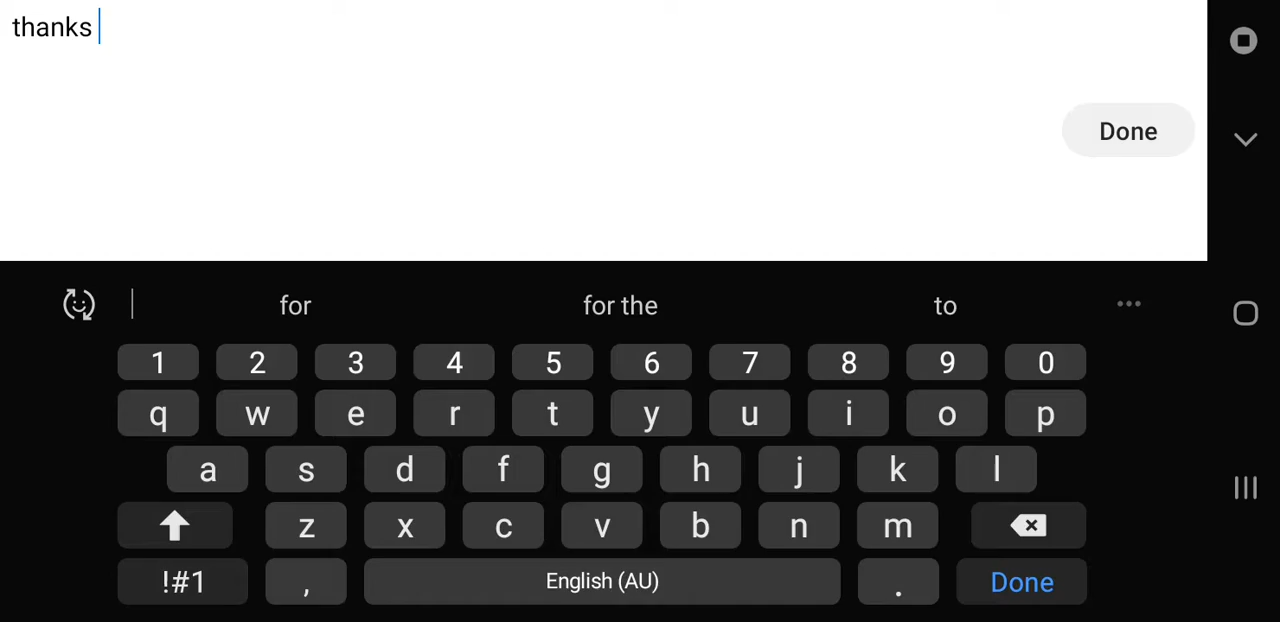 thanks
Done
for for the to
1 2 3 4 5 6 7 8 9 0
q w e r t y u i o p
a s d f g h j k l
z x c v b n m
!#1 , English (AU) . Done